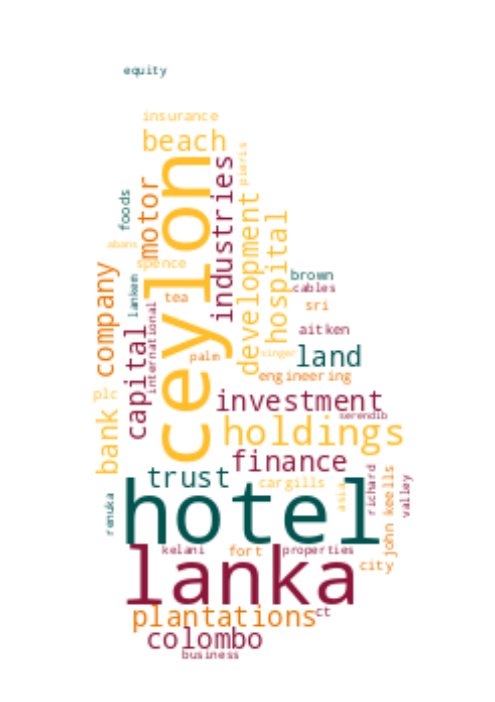 equity
insurance
beach
pieris
ceylon
motor
industries
foods
development
abans
hospital
spence
company
brown
lankem
cables
tea
international
sri
capital
aitken
palm
singer
land
engineering
plc
bank
investment
serendib
holdings
finance
trust
cargills
richard
john keells
valley
hotel
asia
renuka
lanka
kelani
fort
properties
city
plantations
ct
colombo
business